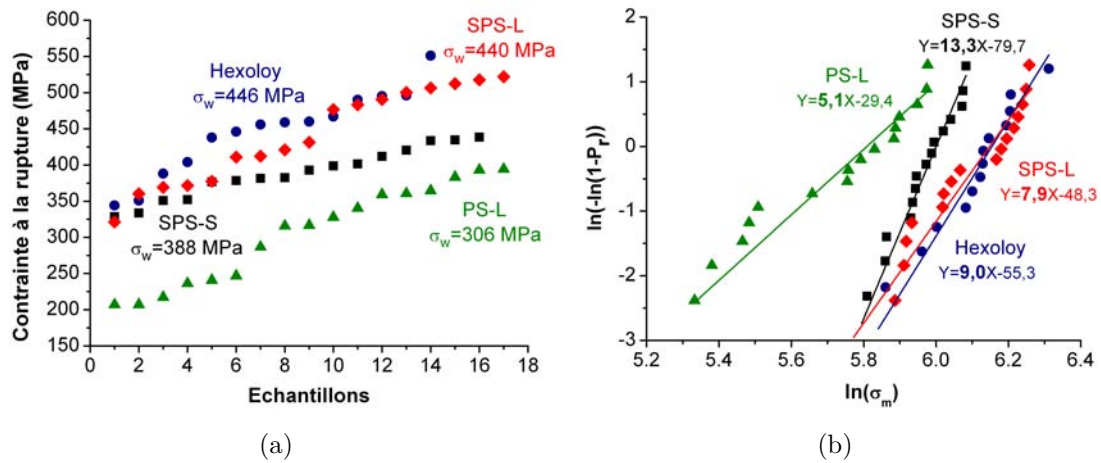 SPS-L
σw=440 MPa
Hexoloy
σw=446 MPa
SPS-S
σw=388 MPa
PS-L
σw=306 MPa
Contrainte à la rupture (MPa)
600
550
500
450
400
350
300
250
200
150
0 2 4 6 8 10 12 14 16 18
Echantillons
(a)
SPS-S
Y=13,3X-79,7
PS-L
Y=5,1X-29,4
SPS-L
Y=7,9X-48,3
Hexoloy
Y=9,0X-55,3
ln(-ln(1-Pr))
2
1
0
-1
-2
-3
5.2 5.4 5.6 5.8 6.0 6.2 6.4
ln(σm)
(b)